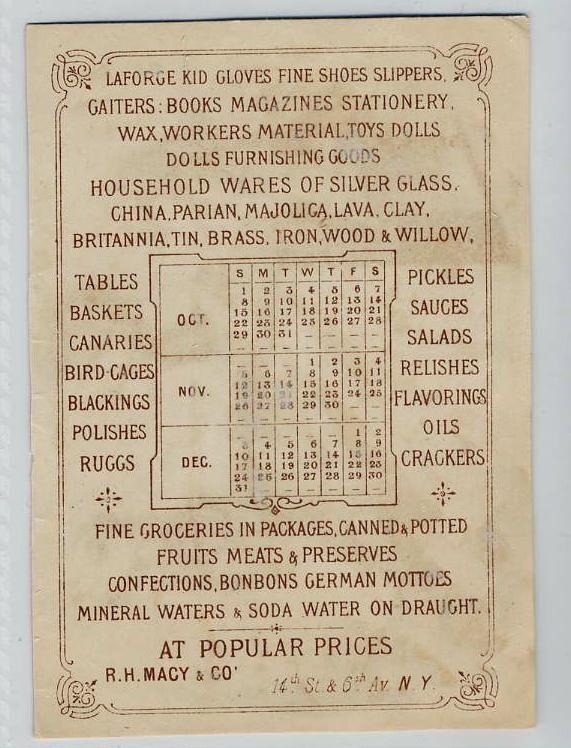 LAFORGE KID GLOVES FINE SHOES SLIPPERS,
GAITERS: BOOKS MAGAZINES STATIONERY,
WAX, WORKERS MATERIAL, TOYS DOLLS
DOLLS FURNISHING GOODS
HOUSEHOLD WARES OF SILVER GLASS,
CHINA, PARIAN, MAJOLICA, LAVA, CLAY,
BRITANNIA, TIN, BRASS, IRON, WOOD & WILLOW,
TABLES
BASKETS
CANARIES
BIRD-CAGES
BLACKINGS
POLISHES
RUGGS
S M T W T F S
OCT.
1 2 3 4 5 6 7
8 9 10 11 12 13 14
15 16 17 18 19 20 21
22 23 24 25 26 27 28
29 30 31 – – – –
– – – – – – –
NOV.
– – – 1 2 3 4
5 6 7 8 9 10 11
12 13 14 15 16 17 18
19 20 21 22 23 24 25
26 27 28 29 30 – –
– – – – – – –
DEC.
– – – – – 1 2
3 4 5 6 7 8 9
10 11 12 13 14 15 16
17 18 19 20 21 22 23
24 25 26 27 28 29 30
31 – – – – – –
PICKLES
SAUCES
SALADS
RELISHES
FLAVORINGS
OILS
CRACKERS
FINE GROCERIES IN PACKAGES, CANNED & POTTED
FRUITS MEATS & PRESERVES
CONFECTIONS, BONBONS GERMAN MOTTOES
MINERAL WATERS & SODA WATER ON DRAUGHT.
AT POPULAR PRICES
R. H. MACY & CO'
14th St. & 6th Av. N. Y.